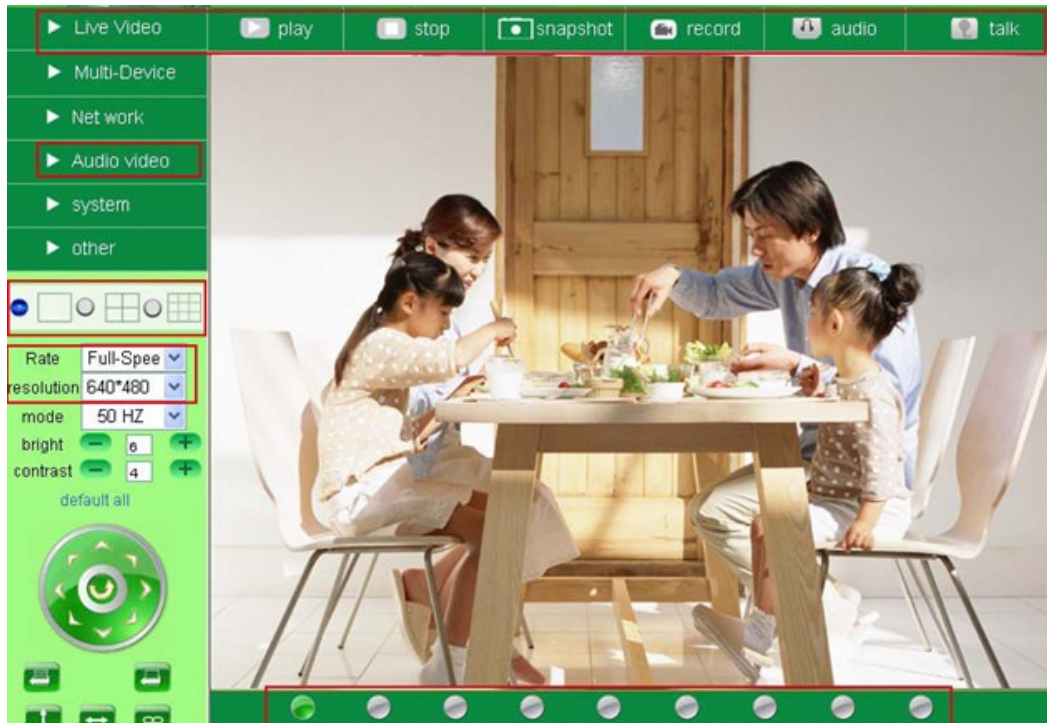 Live Video play stop snapshot record audio talk
Multi-Device
Net work
Audio video
system
other
Rate Full-Spee
resolution 640*480
mode 50 HZ
bright 6
contrast 4
default all